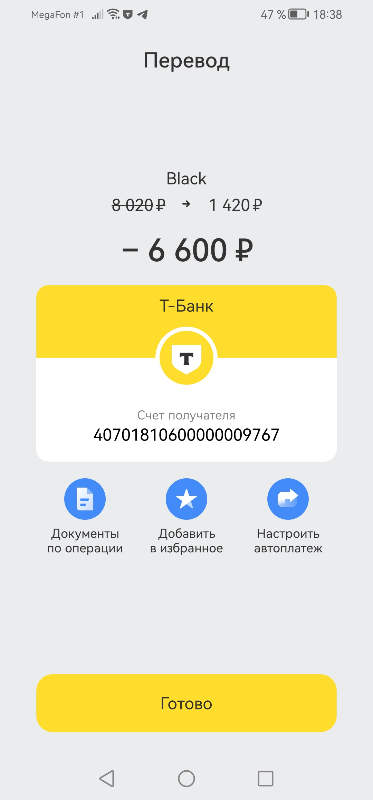 MegaFon #1 47 % 18:38
Перевод
Black
8 020 ₽ → 1 420 ₽
– 6 600 ₽
Т-Банк
Т
Счет получателя
40701810600000009767
Документы по операции
Добавить в избранное
Настроить автоплатеж
Готово